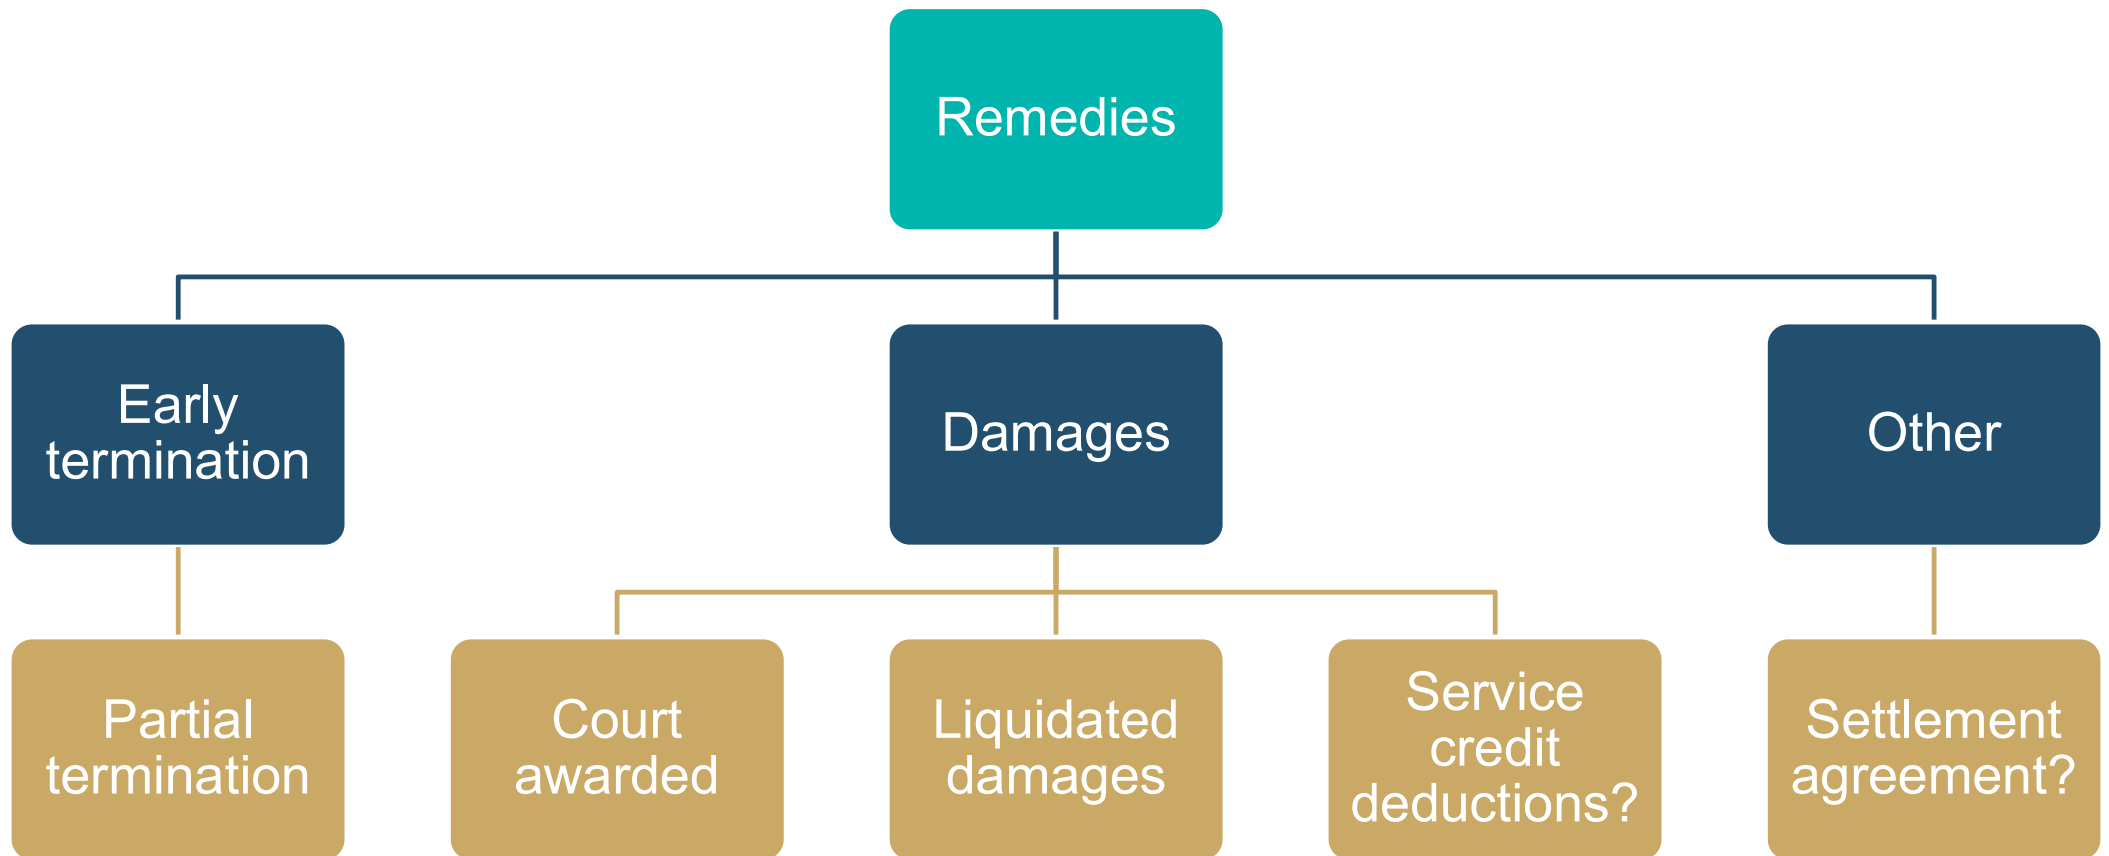 Remedies
Early
termination
Damages
Other
Partial
termination
Court
awarded
Liquidated
damages
Service
credit
deductions?
Settlement
agreement?